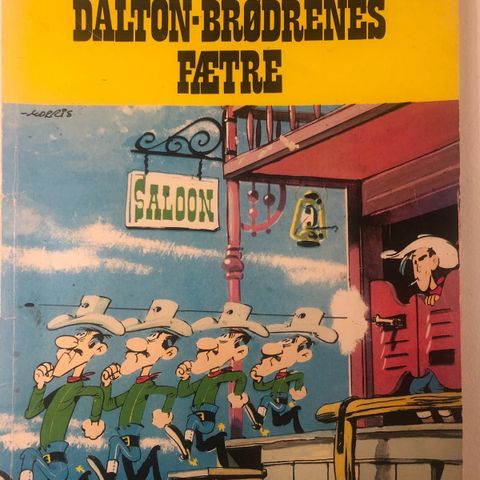 DALTON-BRØDRENES
FÆTRE
MORRIS
SALOON